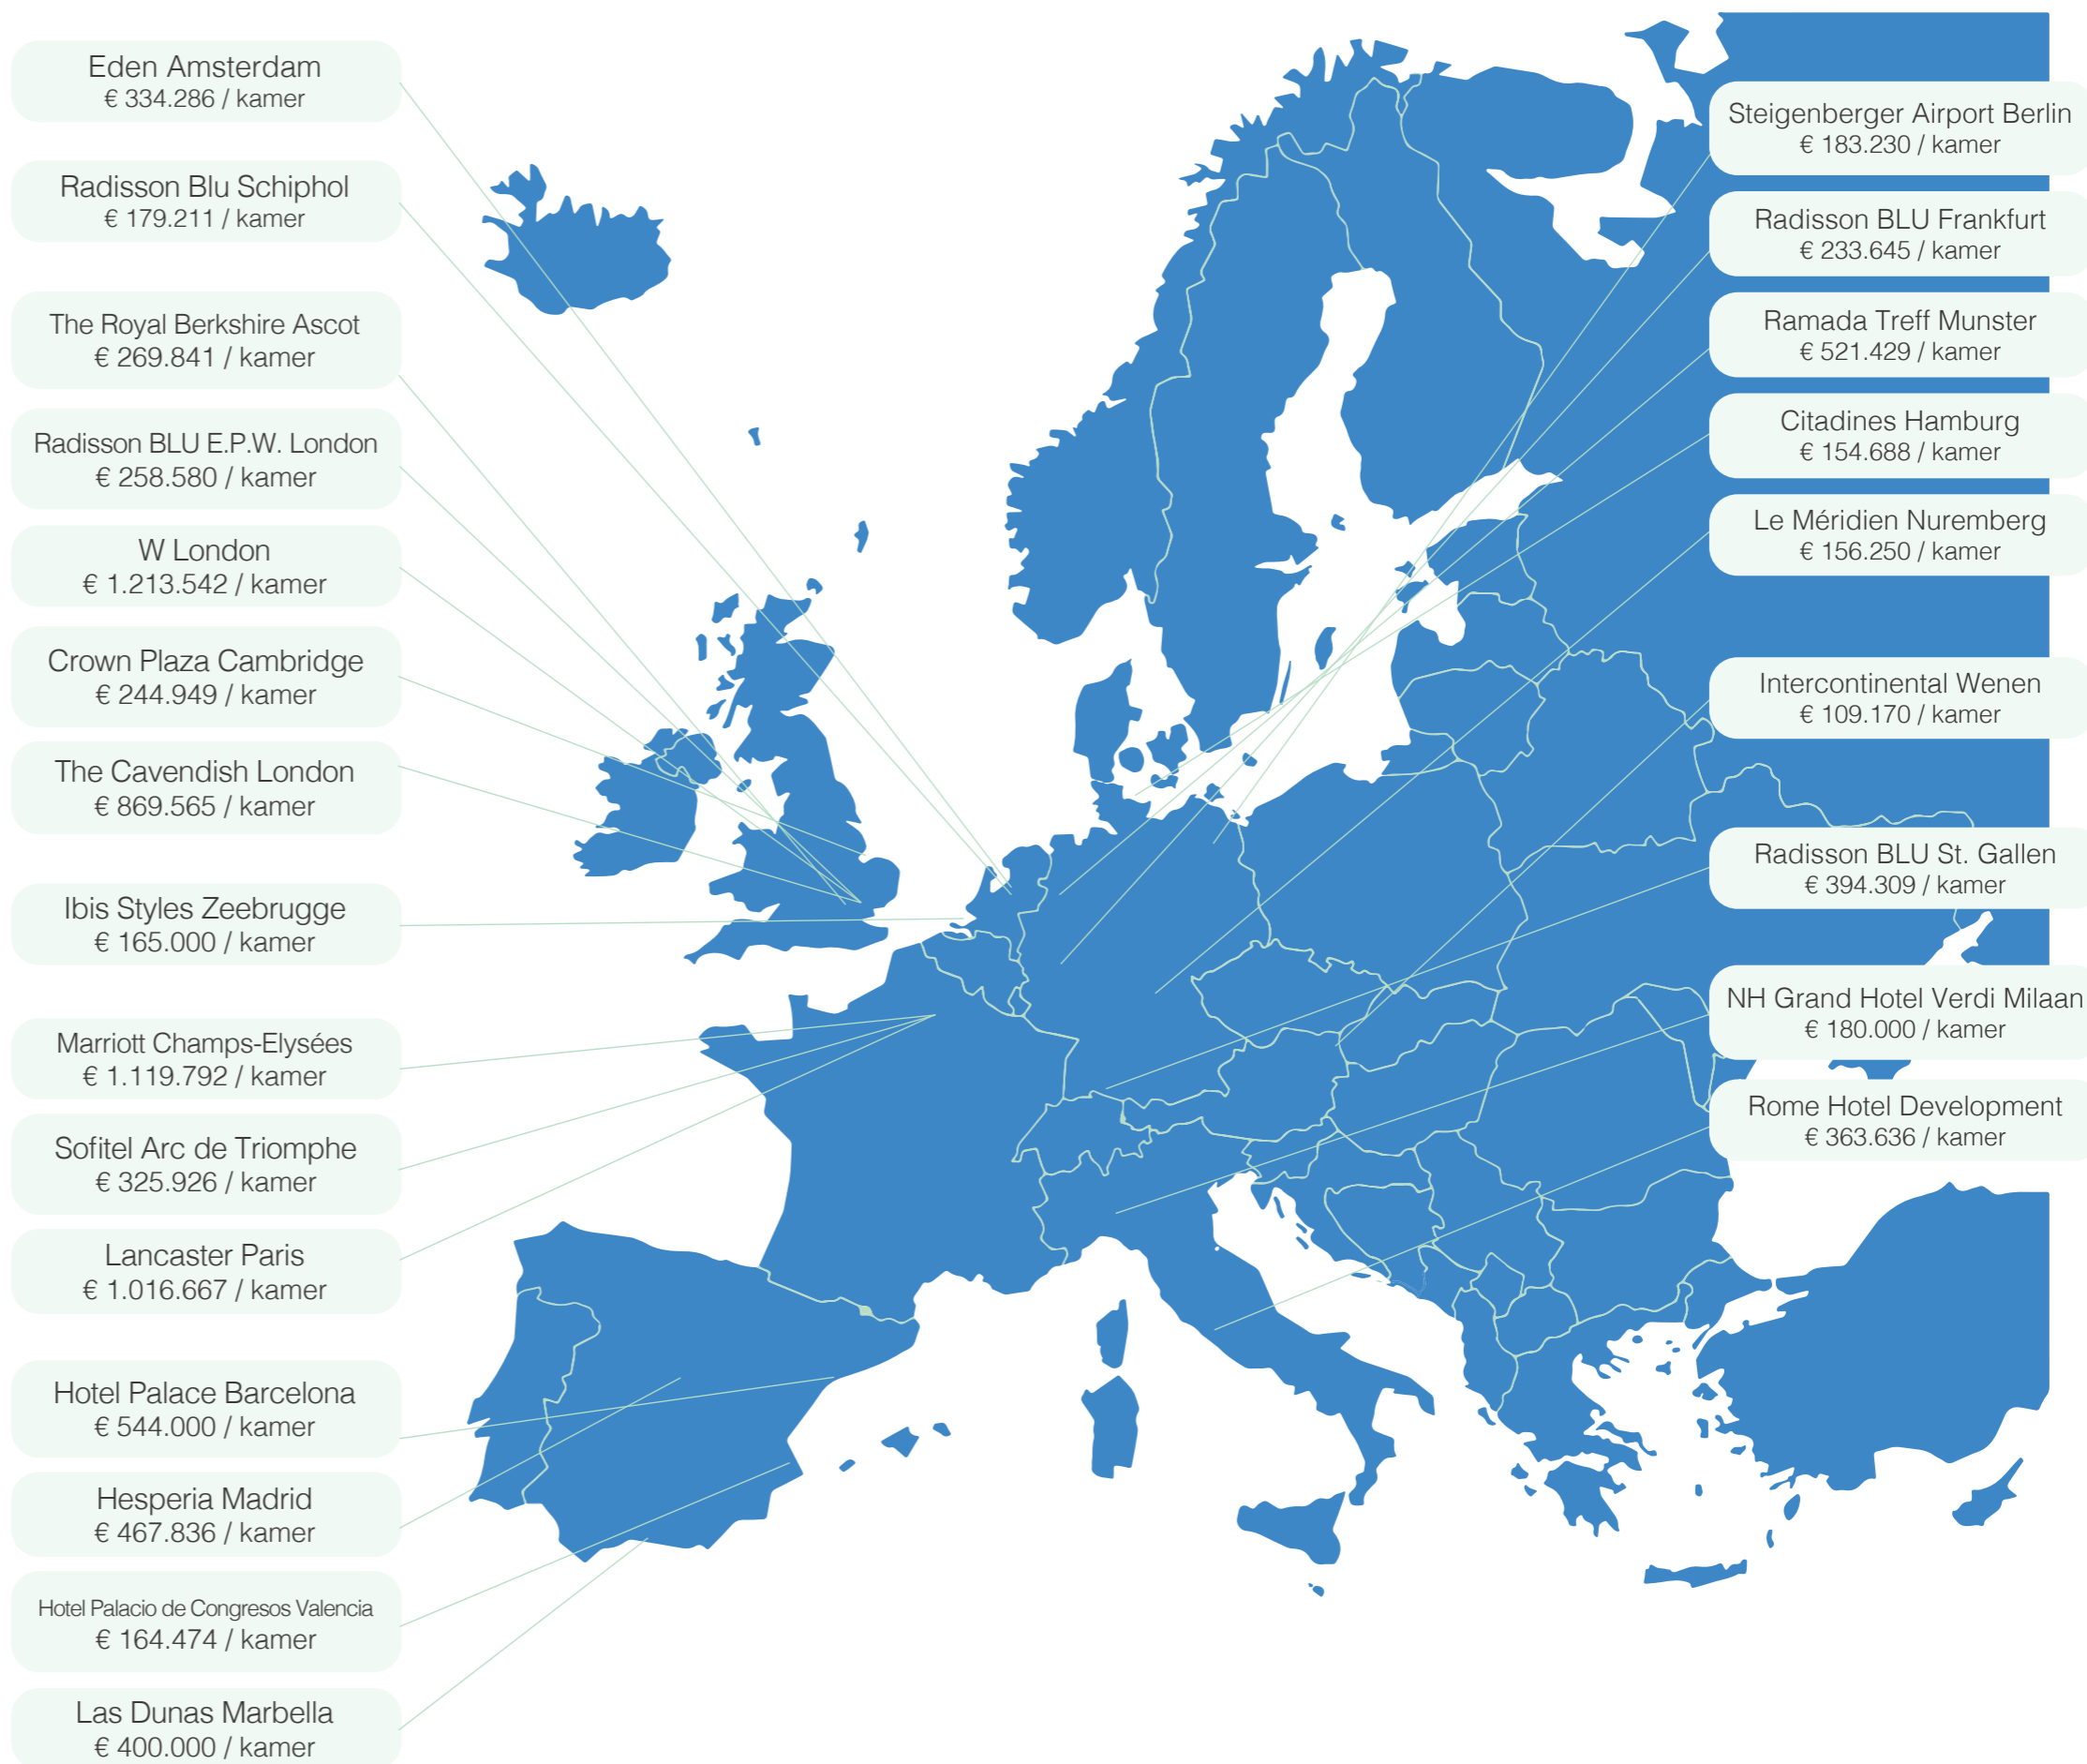 Eden Amsterdam
€ 334.286 / kamer
Radisson Blu Schiphol
€ 179.211 / kamer
The Royal Berkshire Ascot
€ 269.841 / kamer
Radisson BLU E.P.W. London
€ 258.580 / kamer
W London
€ 1.213.542 / kamer
Crown Plaza Cambridge
€ 244.949 / kamer
The Cavendish London
€ 869.565 / kamer
Ibis Styles Zeebrugge
€ 165.000 / kamer
Marriott Champs-Elysées
€ 1.119.792 / kamer
Sofitel Arc de Triomphe
€ 325.926 / kamer
Lancaster Paris
€ 1.016.667 / kamer
Hotel Palace Barcelona
€ 544.000 / kamer
Hesperia Madrid
€ 467.836 / kamer
Hotel Palacio de Congresos Valencia
€ 164.474 / kamer
Las Dunas Marbella
€ 400.000 / kamer
Steigenberger Airport Berlin
€ 183.230 / kamer
Radisson BLU Frankfurt
€ 233.645 / kamer
Ramada Treff Munster
€ 521.429 / kamer
Citadines Hamburg
€ 154.688 / kamer
Le Méridien Nuremberg
€ 156.250 / kamer
Intercontinental Wenen
€ 109.170 / kamer
Radisson BLU St. Gallen
€ 394.309 / kamer
NH Grand Hotel Verdi Milaan
€ 180.000 / kamer
Rome Hotel Development
€ 363.636 / kamer